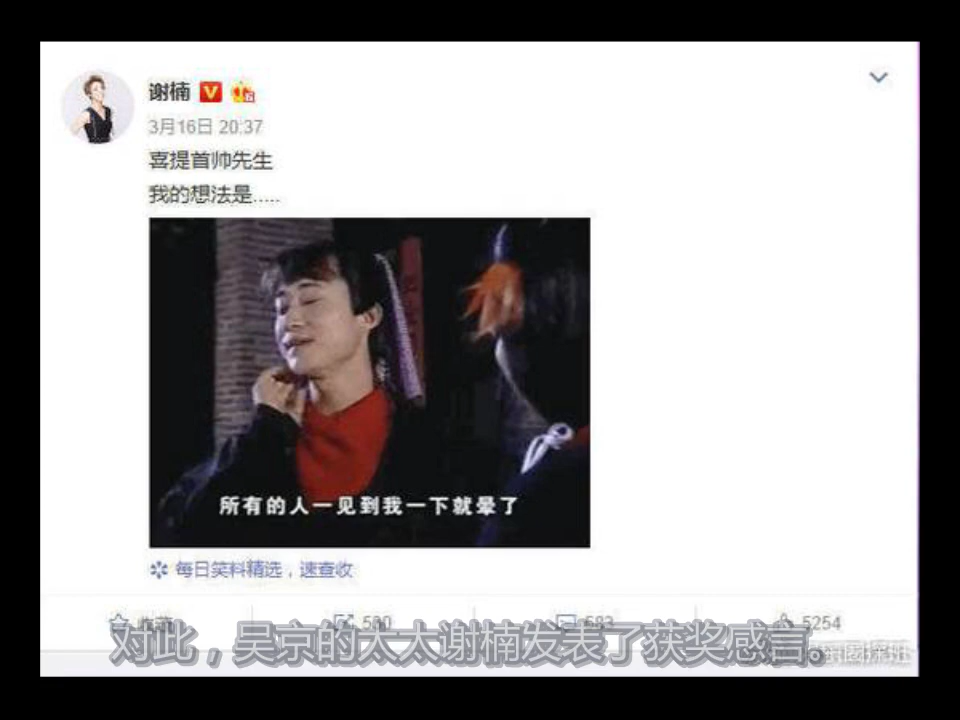 谢楠
3月16日 20:37
喜提首帅先生
我的想法是.....
所有的人一见到我一下就晕了
每日笑料精选，速查收
收藏
5254
对此，吴京的太太谢楠发表了获奖感言。